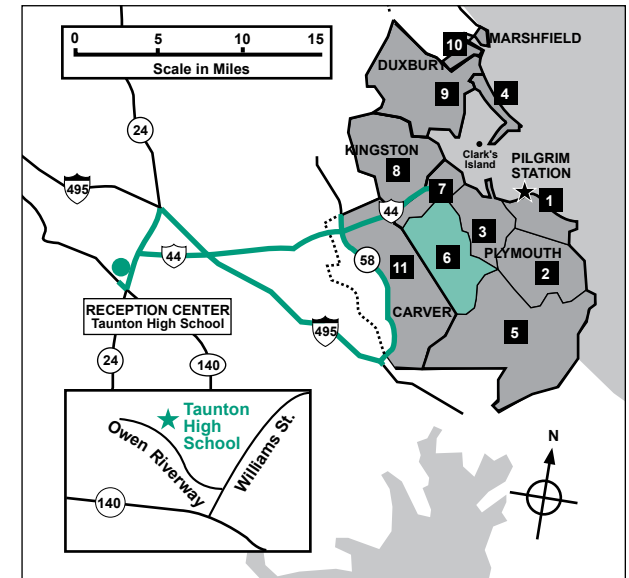 0 5 10 15
Scale in Miles
10
MARSHFIELD
DUXBURY
9
4
24
Clark's
Island
KINGSTON
8
PILGRIM
STATION
495
7
1
44
3
44
PLYMOUTH
58
6
2
11
CARVER
5
495
RECEPTION CENTER
Taunton High School
24
140
Taunton
High
School
Owen Riverway
Williams St.
140
N